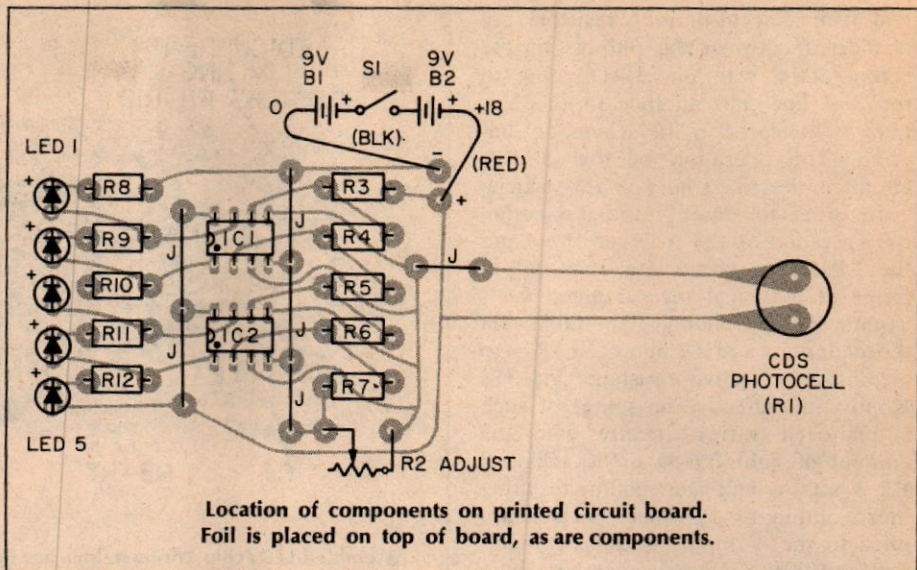 9V
B1
S1
9V
B2
0
+
+
+18
(BLK)
-
(RED)
+
LED 1
+
R8
R3
+
R9
IC1
R4
J
J
J
+
R10
R5
+
R11
IC2
R6
J
J
+
R12
R7
J
LED 5
R2 ADJUST
CDS
PHOTOCELL
(R1)
Location of components on printed circuit board.
Foil is placed on top of board, as are components.